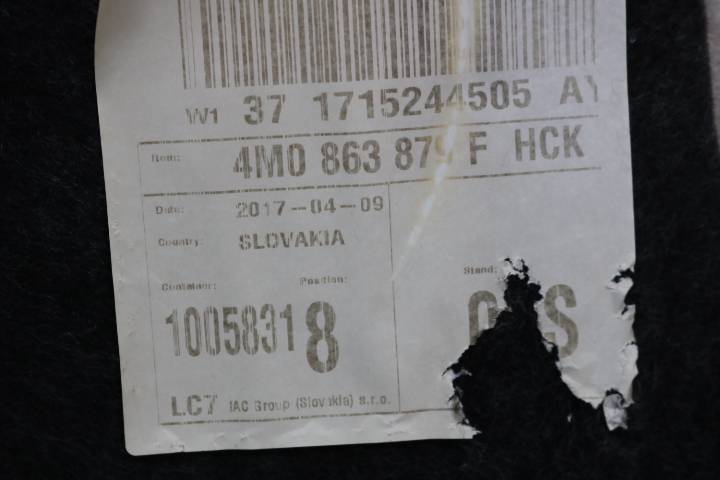 W1 37 1715244505 AY
Item: 4M0 863 879 F HCK
Date: 2017-04-09
Country: SLOVAKIA
Container: Position: Stand:
10058318
LC7 IAC Group (Slovakia) s.r.o.